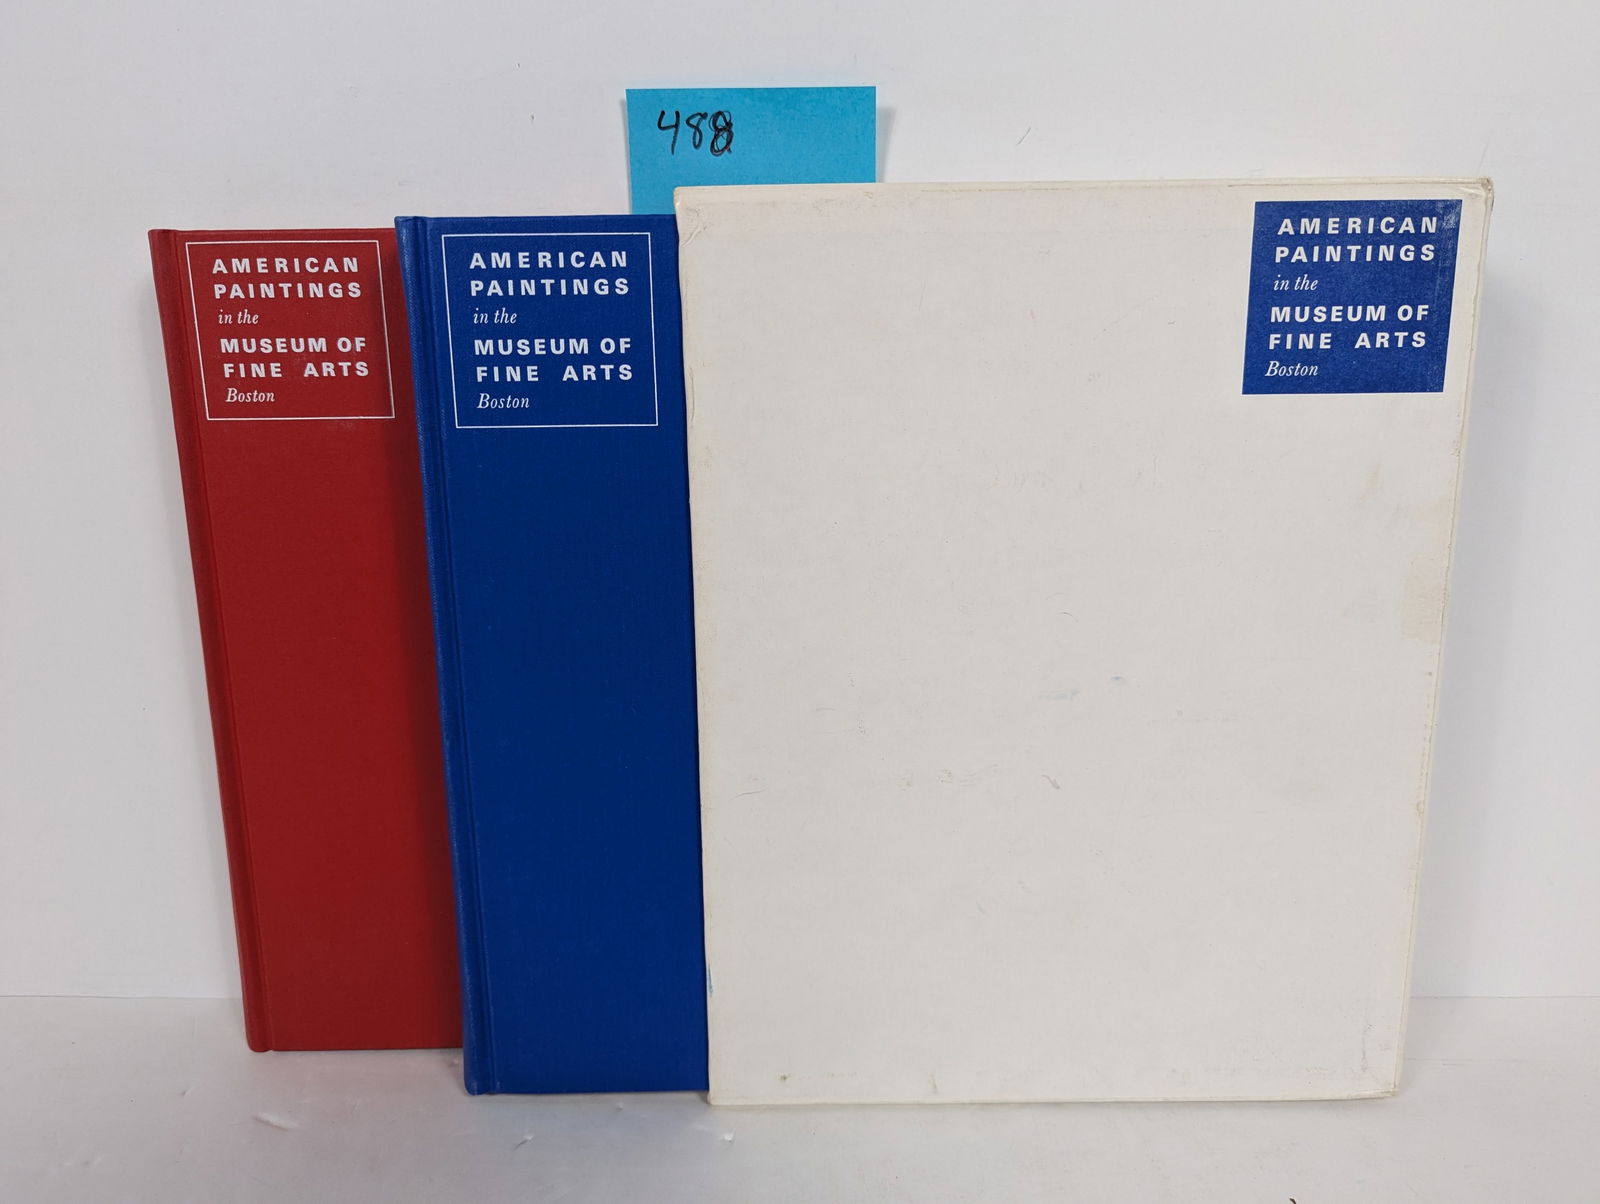 488
AMERICAN
PAINTINGS
in the
MUSEUM OF
FINE ARTS
Boston
AMERICAN
PAINTINGS
in the
MUSEUM OF
FINE ARTS
Boston
AMERICAN
PAINTINGS
in the
MUSEUM OF
FINE ARTS
Boston